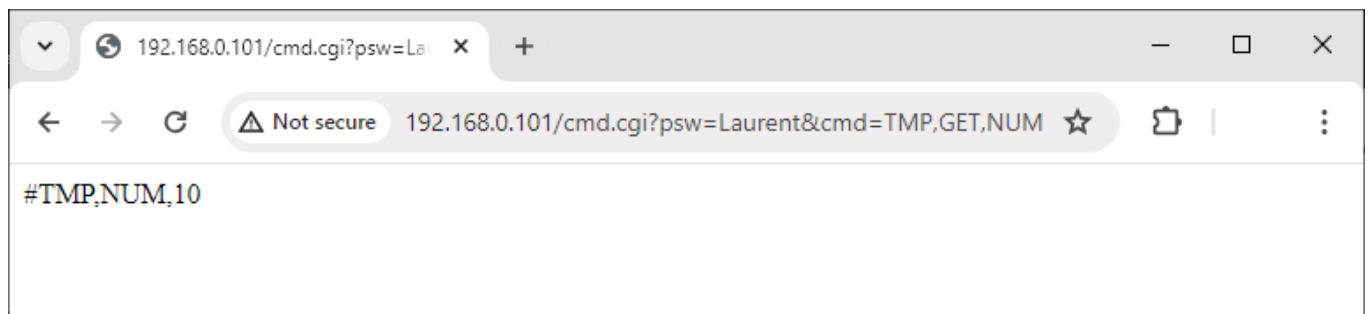 192.168.0.101/cmd.cgi?psw=La
Not secure 192.168.0.101/cmd.cgi?psw=Laurent&cmd=TMP,GET,NUM
#TMP,NUM,10